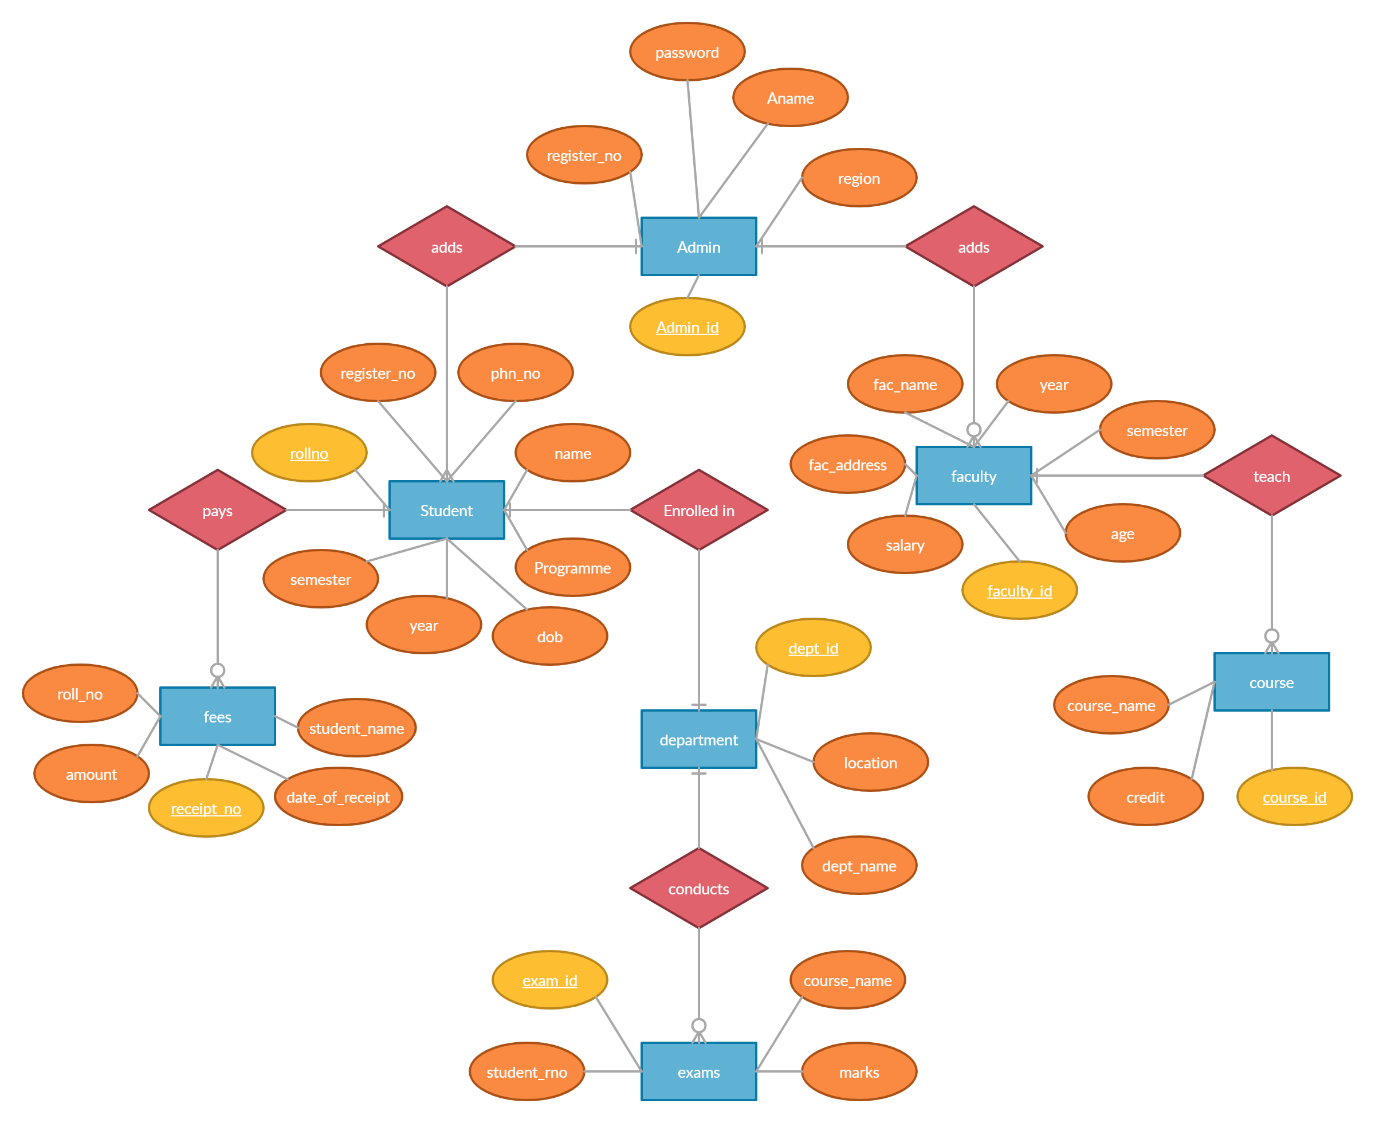 password
Aname
register_no
region
adds
Admin
adds
Admin_id
register_no
phn_no
fac_name
year
rollno
name
fac_address
semester
pays
Student
Enrolled in
faculty
teach
semester
Programme
salary
age
year
dob
faculty_id
dept_id
roll_no
fees
student_name
department
course_name
course
amount
receipt_no
date_of_receipt
location
credit
course_id
dept_name
conducts
exam_id
course_name
student_rno
exams
marks